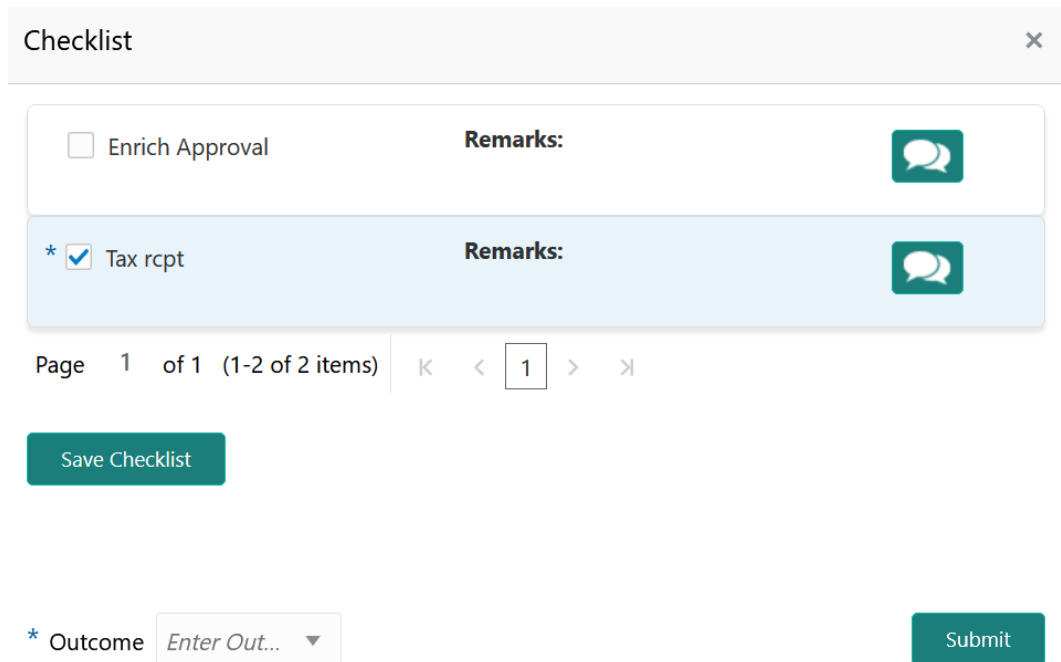 Checklist
Enrich Approval Remarks:
* Tax rcpt Remarks:
Page 1 of 1 (1-2 of 2 items) 1
Save Checklist
* Outcome Enter Out... Submit